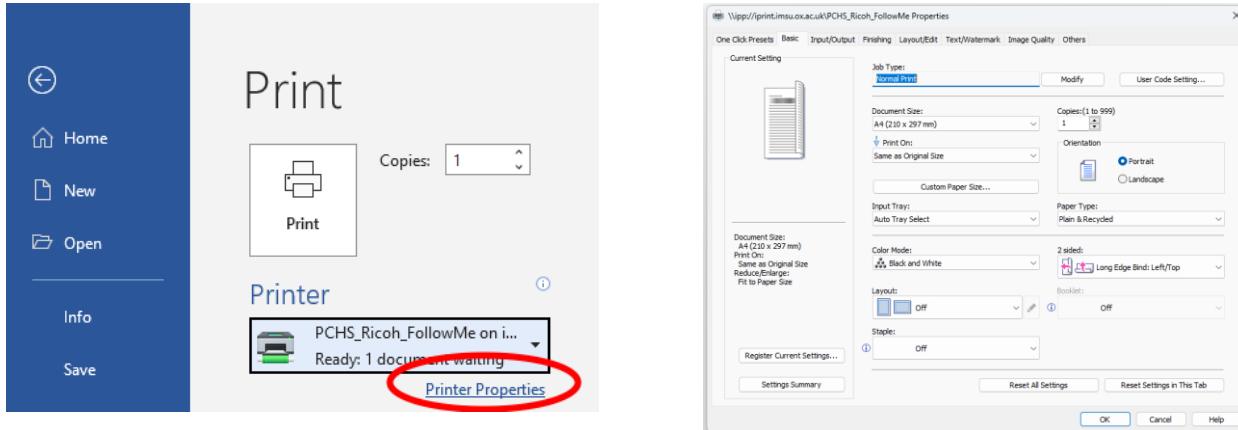 Print
Home
New
Open
Info
Save
Copies: 1
Print
Printer
PCHS_Ricoh_FollowMe on i...
Ready: 1 document waiting
Printer Properties
\\ipp://iprint.imsu.ox.ac.uk\PCHS_Ricoh_FollowMe Properties
One Click Presets Basic Input/Output Finishing Layout/Edit Text/Watermark Image Quality Others
Current Setting
Job Type:
Normal Print Modify User Code Setting...
Document Size: Copies:(1 to 999)
A4 (210 x 297 mm) 1
Print On: Orientation
Same as Original Size Portrait
Landscape
Custom Paper Size...
Input Tray: Paper Type:
Auto Tray Select Plain & Recycled
Document Size:
A4 (210 x 297 mm)
Print On:
Same as Original Size
Reduce/Enlarge:
Fit to Paper Size
Color Mode: 2 sided:
Black and White Long Edge Bind: Left/Top
Layout: Booklet:
Off Off
Staple:
Off
Register Current Settings...
Settings Summary Reset All Settings Reset Settings in This Tab
OK Cancel Help